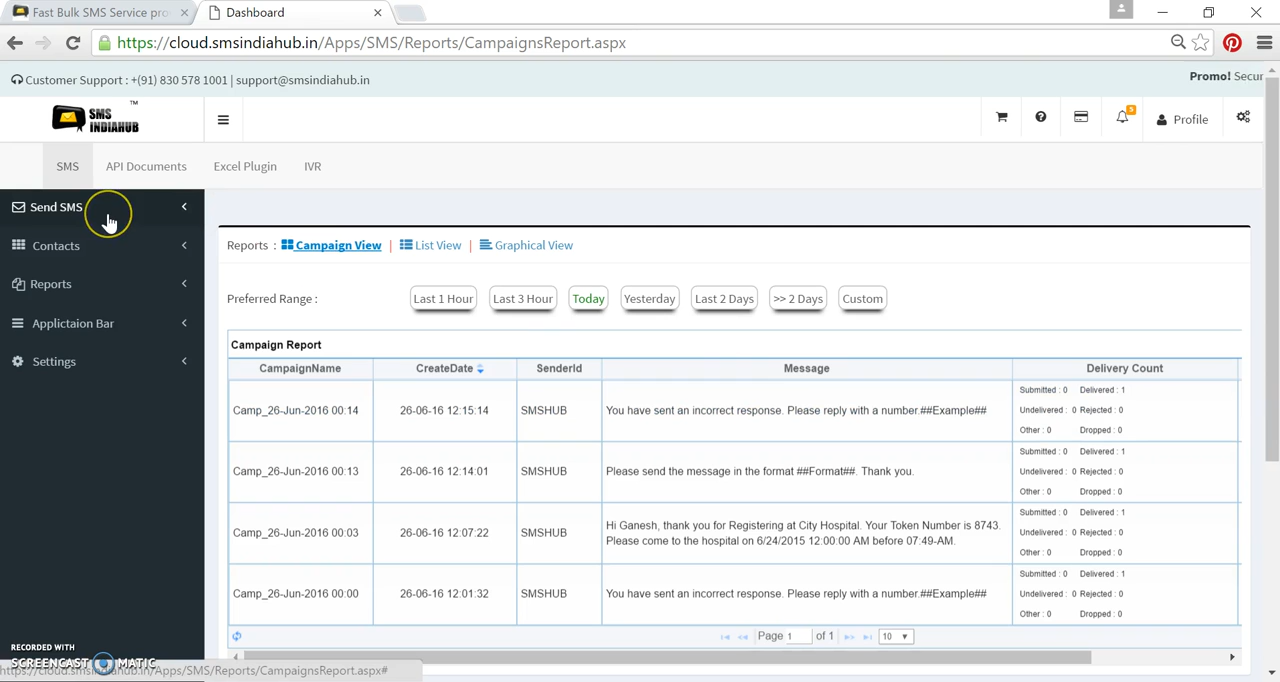 Fast Bulk SMS Service pro ×
Dashboard ×
https://cloud.smsindiahub.in/Apps/SMS/Reports/CampaignsReport.aspx
Customer Support : +(91) 830 578 1001 | support@smsindiahub.in
Promo! Secur
SMS INDIAHUB ™
Profile
SMS API Documents Excel Plugin IVR
Send SMS
Contacts
Reports
Applictaion Bar
Settings
Reports : Campaign View | List View | Graphical View
Preferred Range : Last 1 Hour Last 3 Hour Today Yesterday Last 2 Days >> 2 Days Custom
Campaign Report
CampaignName CreateDate SenderId Message Delivery Count
Camp_26-Jun-2016 00:14 26-06-16 12:15:14 SMSHUB You have sent an incorrect response. Please reply with a number.##Example##
Submitted : 0 Delivered : 1
Undelivered : 0 Rejected : 0
Other : 0 Dropped : 0
Camp_26-Jun-2016 00:13 26-06-16 12:14:01 SMSHUB Please send the message in the format ##Format##. Thank you.
Submitted : 0 Delivered : 1
Undelivered : 0 Rejected : 0
Other : 0 Dropped : 0
Camp_26-Jun-2016 00:03 26-06-16 12:07:22 SMSHUB Hi Ganesh, thank you for Registering at City Hospital. Your Token Number is 8743.
Please come to the hospital on 6/24/2015 12:00:00 AM before 07:49-AM.
Submitted : 0 Delivered : 1
Undelivered : 0 Rejected : 0
Other : 0 Dropped : 0
Camp_26-Jun-2016 00:00 26-06-16 12:01:32 SMSHUB You have sent an incorrect response. Please reply with a number.##Example##
Submitted : 0 Delivered : 1
Undelivered : 0 Rejected : 0
Other : 0 Dropped : 0
Page 1 of 1 10
RECORDED WITH
SCREENCAST MATIC
https://cloud.smsindiahub.in/Apps/SMS/Reports/CampaignsReport.aspx#